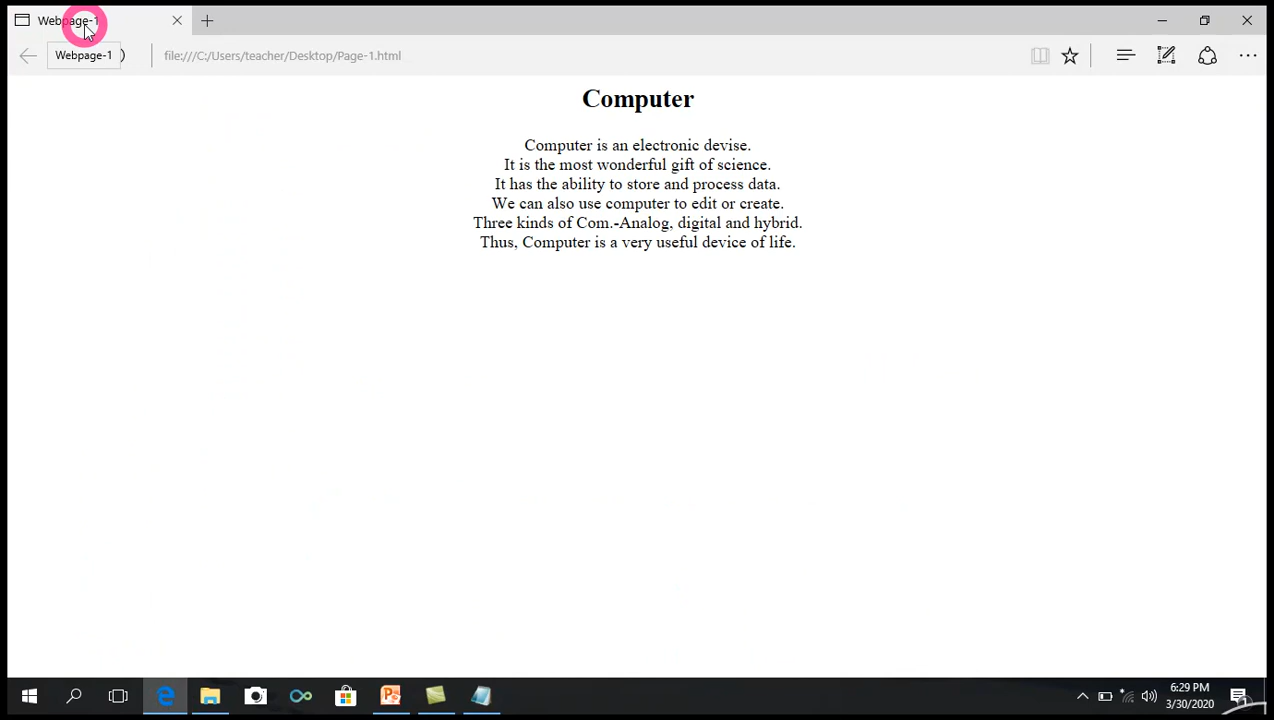 Webpage-1
Webpage-1
file:///C:/Users/teacher/Desktop/Page-1.html
Computer
Computer is an electronic devise.
It is the most wonderful gift of science.
It has the ability to store and process data.
We can also use computer to edit or create.
Three kinds of Com.-Analog, digital and hybrid.
Thus, Computer is a very useful device of life.
6:29 PM
3/30/2020